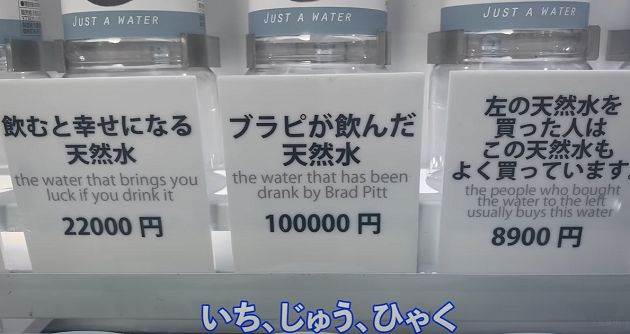 JUST A WATER
JUST A WATER
JUST A WATER
飲むと幸せになる
天然水
the water that brings you
luck if you drink it
22000 円
ブラピが飲んだ
天然水
the water that has been
drank by Brad Pitt
100000 円
左の天然水を
買った人は
この天然水も
よく買っています。
the people who bought
the water to the left
usually buys this water
8900 円
いち、じゅう、ひゃく